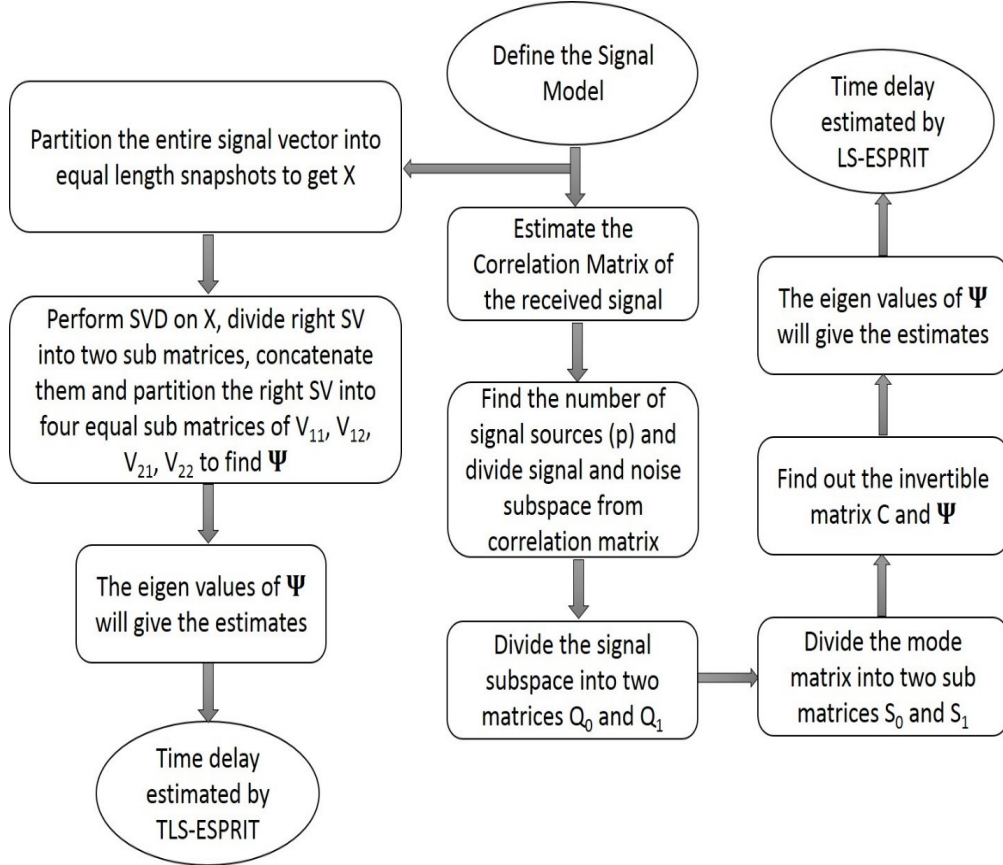 Define the Signal
Model
Partition the entire signal vector into
equal length snapshots to get X
Perform SVD on X, divide right SV
into two sub matrices, concatenate
them and partition the right SV into
four equal sub matrices of V₁₁, V₁₂,
V₂₁, V₂₂ to find Ψ
The eigen values of Ψ
will give the estimates
Time delay
estimated by
TLS-ESPRIT
Estimate the
Correlation Matrix of
the received signal
Find the number of
signal sources (p) and
divide signal and noise
subspace from
correlation matrix
Divide the signal
subspace into two
matrices Q₀ and Q₁
Divide the mode
matrix into two sub
matrices S₀ and S₁
Find out the invertible
matrix C and Ψ
The eigen values of Ψ
will give the estimates
Time delay
estimated by
LS-ESPRIT